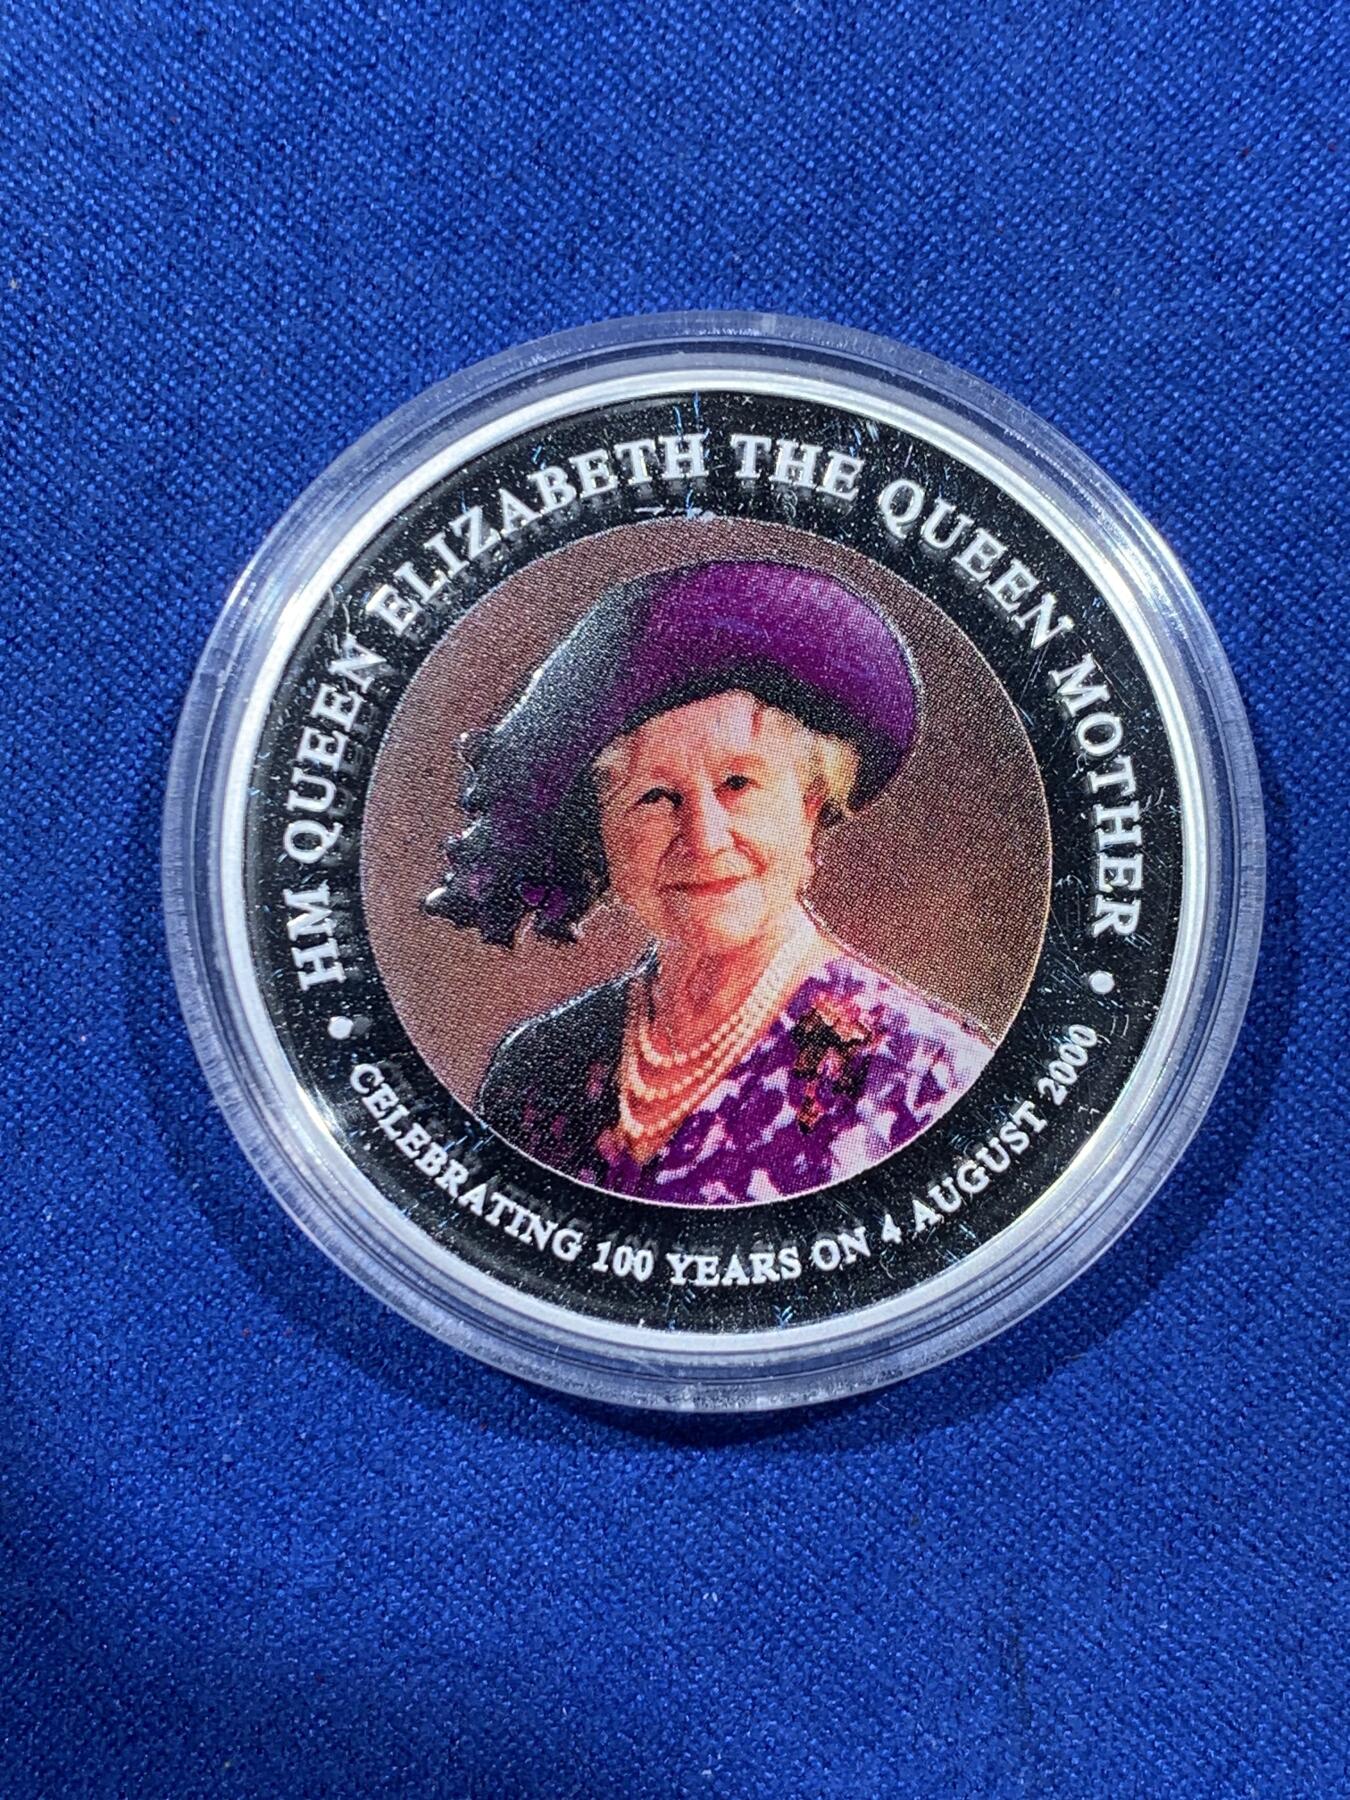 HM QUEEN ELIZABETH THE QUEEN MOTHER
CELEBRATING 100 YEARS ON 4 AUGUST 2000